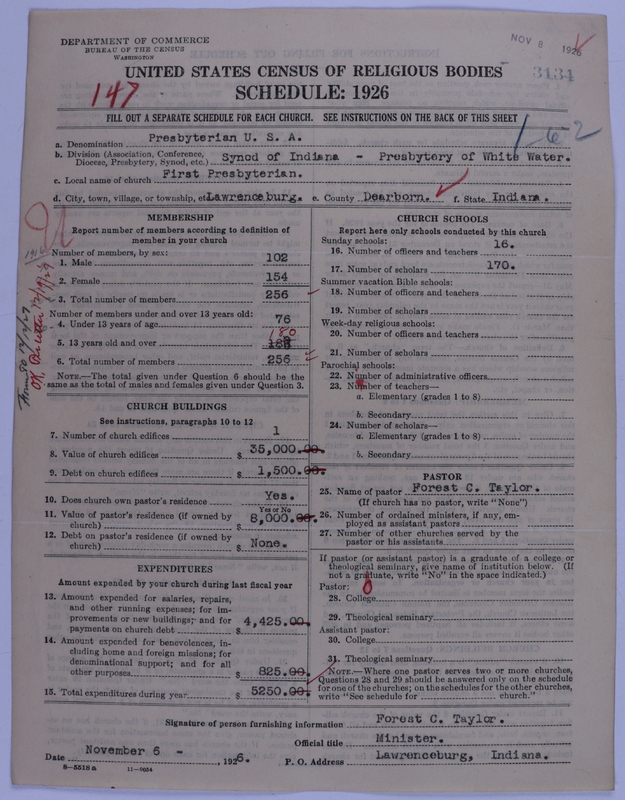 DEPARTMENT OF COMMERCE
BUREAU OF THE CENSUS
WASHINGTON
NOV 8 1926
3134
UNITED STATES CENSUS OF RELIGIOUS BODIES
SCHEDULE: 1926
147
FILL OUT A SEPARATE SCHEDULE FOR EACH CHURCH. SEE INSTRUCTIONS ON THE BACK OF THIS SHEET
1-62
a. Denomination Presbyterian U. S. A.
b. Division (Association, Conference, Diocese, Presbytery, Synod, etc.) Synod of Indiana - Presbytery of White Water.
c. Local name of church First Presbyterian.
d. City, town, village, or township, etc. Lawrenceburg. e. County Dearborn. f. State Indiana.
MEMBERSHIP
Report number of members according to definition of
member in your church
Number of members, by sex:
1. Male 102
2. Female 154
3. Total number of members 256
Number of members under and over 13 years old:
4. Under 13 years of age 76
180
5. 13 years old and over 188
6. Total number of members 256
NOTE.—The total given under Question 6 should be the
same as the total of males and females given under Question 3.
CHURCH BUILDINGS
See instructions, paragraphs 10 to 12
7. Number of church edifices 1
8. Value of church edifices $ 35,000.00.
9. Debt on church edifices $ 1,500.00.
10. Does church own pastor's residence Yes.
Yes or No
11. Value of pastor's residence (if owned by
church) $ 8,000.00.
12. Debt on pastor's residence (if owned by
church) $ None.
EXPENDITURES
Amount expended by your church during last fiscal year
13. Amount expended for salaries, repairs,
and other running expenses; for im-
provements or new buildings; and for
payments on church debt $ 4,425.00.
14. Amount expended for benevolences, in-
cluding home and foreign missions; for
denominational support; and for all
other purposes $ 825.00.
15. Total expenditures during year $ 5250.00.
CHURCH SCHOOLS
Report here only schools conducted by this church
Sunday schools:
16. Number of officers and teachers 16.
17. Number of scholars 170.
Summer vacation Bible schools:
18. Number of officers and teachers
19. Number of scholars
Week-day religious schools:
20. Number of officers and teachers
21. Number of scholars
Parochial schools:
22. Number of administrative officers
23. Number of teachers—
a. Elementary (grades 1 to 8)
b. Secondary
24. Number of scholars—
a. Elementary (grades 1 to 8)
b. Secondary
PASTOR
25. Name of pastor Forest C. Taylor.
(If church has no pastor, write "None")
26. Number of ordained ministers, if any, em-
ployed as assistant pastors
27. Number of other churches served by the
pastor or his assistants
If pastor (or assistant pastor) is a graduate of a college or
theological seminary, give name of institution below. (If
not a graduate, write "No" in the space indicated.)
Pastor:
28. College
29. Theological seminary
Assistant pastor:
30. College
31. Theological seminary
NOTE.—Where one pastor serves two or more churches,
Questions 28 and 29 should be answered only on the schedule
for one of the churches; on the schedules for the other churches,
write "See schedule for church."
Signature of person furnishing information Forest C. Taylor.
Official title Minister.
Date November 6 - , 1926. P. O. Address Lawrenceburg, Indiana.
8-5518 a 11-9054